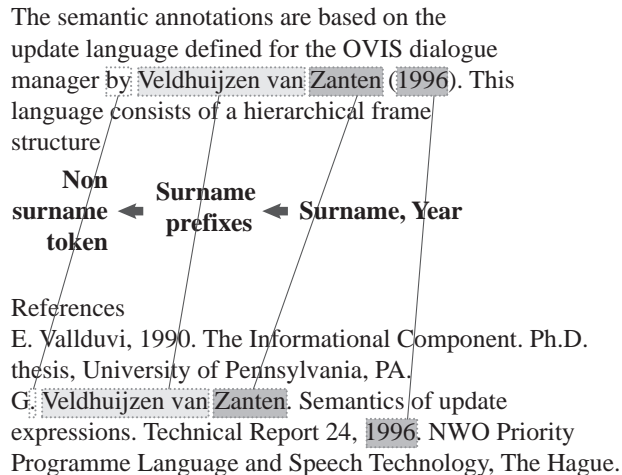 The semantic annotations are based on the
update language defined for the OVIS dialogue
manager by Veldhuijzen van Zanten (1996). This
language consists of a hierarchical frame
structure
Non
surname
token
Surname
prefixes
Surname, Year
References
E. Vallduvi, 1990. The Informational Component. Ph.D.
thesis, University of Pennsylvania, PA.
G. Veldhuijzen van Zanten. Semantics of update
expressions. Technical Report 24, 1996. NWO Priority
Programme Language and Speech Technology, The Hague.